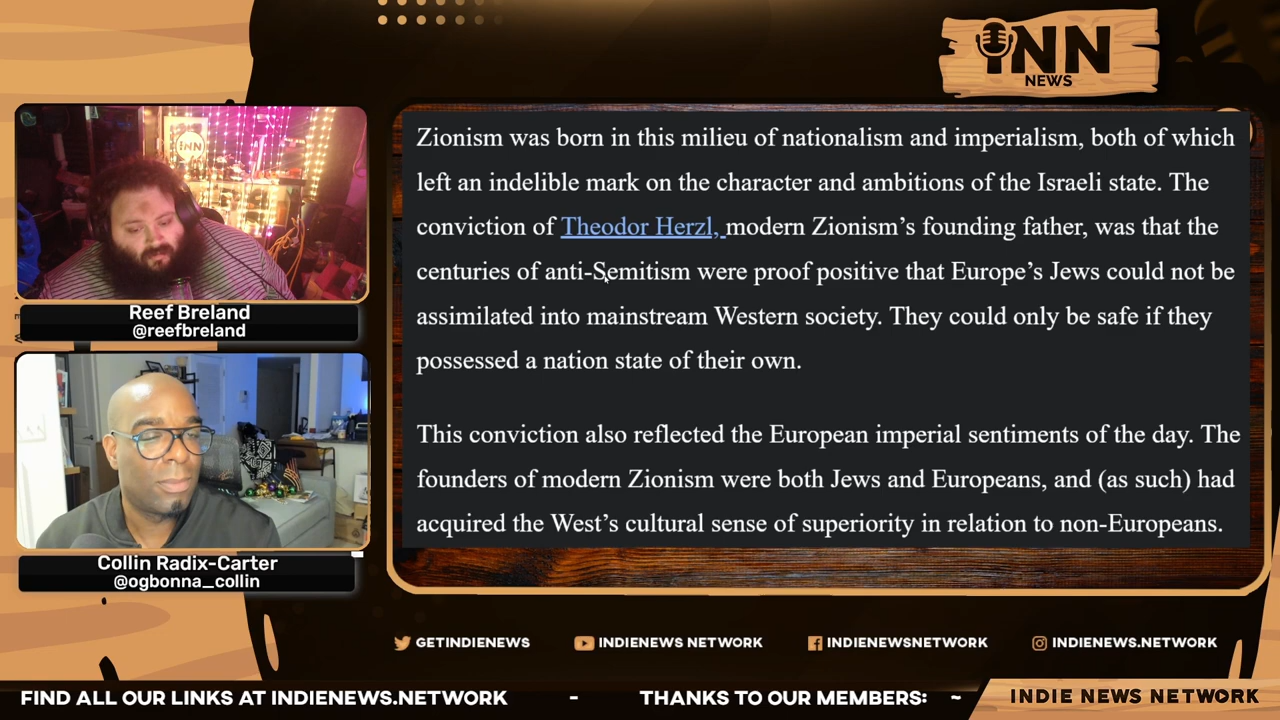 INN
NEWS
Zionism was born in this milieu of nationalism and imperialism, both of which
left an indelible mark on the character and ambitions of the Israeli state. The
conviction of Theodor Herzl, modern Zionism’s founding father, was that the
centuries of anti-Semitism were proof positive that Europe’s Jews could not be
assimilated into mainstream Western society. They could only be safe if they
possessed a nation state of their own.
This conviction also reflected the European imperial sentiments of the day. The
founders of modern Zionism were both Jews and Europeans, and (as such) had
acquired the West’s cultural sense of superiority in relation to non-Europeans.
INN
Reef Breland
@reefbreland
Collin Radix-Carter
@ogbonna_collin
GETINDIENEWS
INDIENEWS NETWORK
INDIENEWSNETWORK
INDIENEWS.NETWORK
FIND ALL OUR LINKS AT INDIENEWS.NETWORK - THANKS TO OUR MEMBERS: ~
INDIE NEWS NETWORK